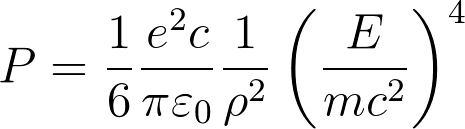 $P = \frac{1}{6} \frac{e^2 c}{\pi \varepsilon_0} \frac{1}{\rho^2} \left( \frac{E}{mc^2} \right)^4$